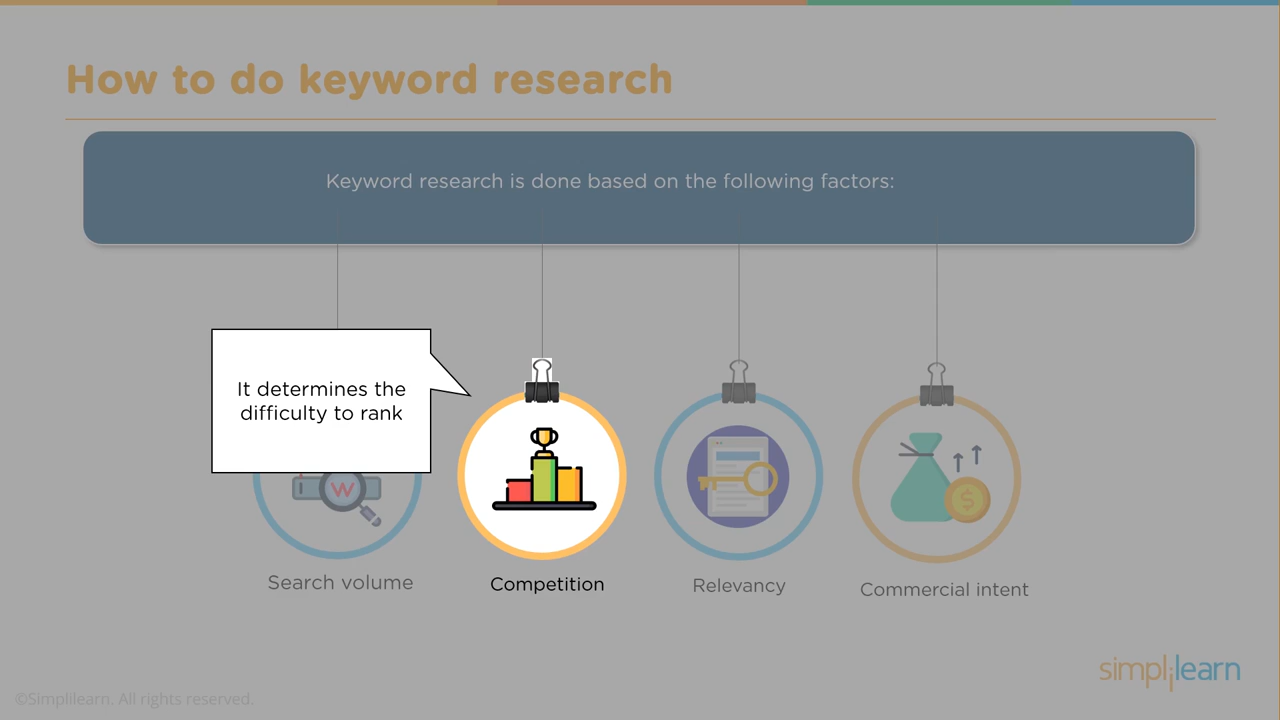 How to do keyword research
Keyword research is done based on the following factors:
It determines the
difficulty to rank
W
$
Search volume
Competition
Relevancy
Commercial intent
simplilearn
©Simplilearn. All rights reserved.